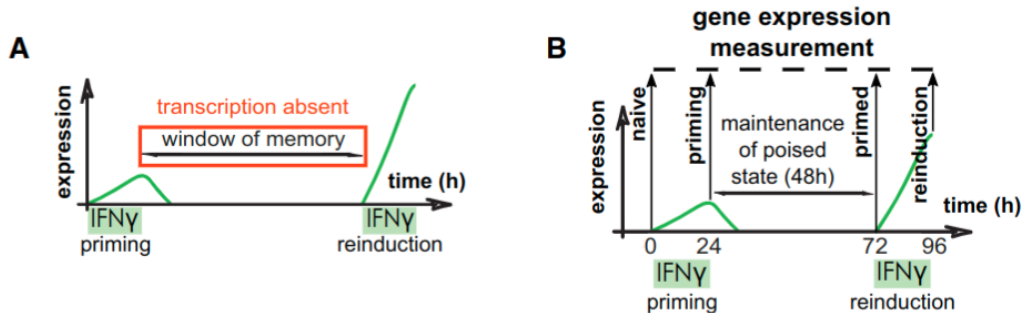 A
expression
transcription absent
window of memory
time (h)
IFNγ
priming
IFNγ
reinduction
B
gene expression
measurement
expression
naive
priming
maintenance
of poised
state (48h)
primed
reinduction
time (h)
0
24
72
96
IFNγ
priming
IFNγ
reinduction